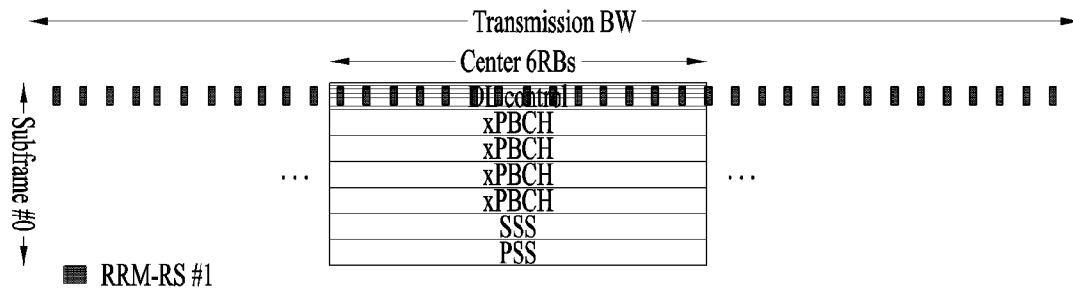 Transmission BW
Center 6RBs
DL control
xPBCH
xPBCH
xPBCH
xPBCH
SSS
PSS
Subframe #0
...
...
RRM-RS #1